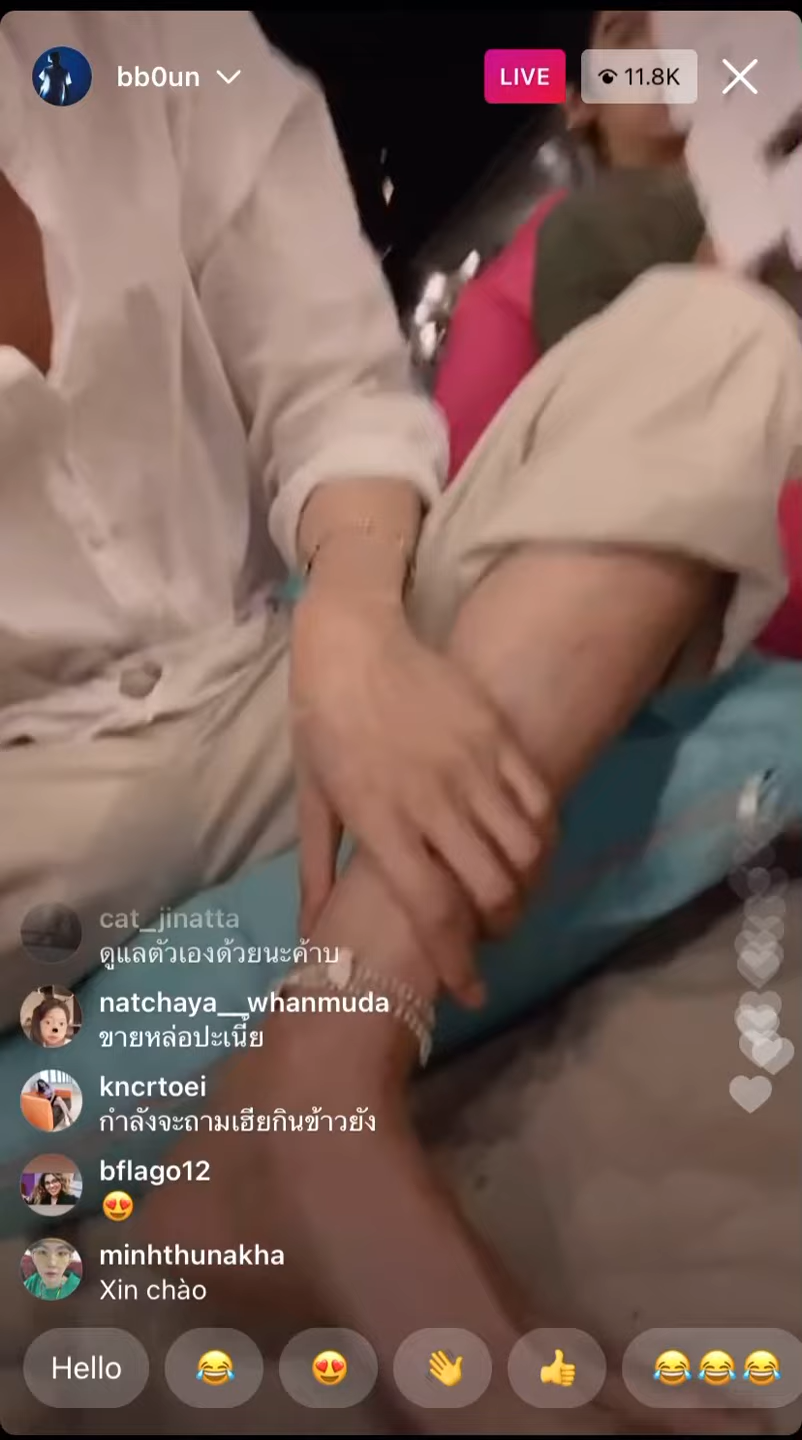 bb0un
LIVE
11.8K
cat_jinatta
ดูแลตัวเองด้วยนะค้าบ
natchaya__whanmuda
ขายหล่อปะเนี้ย
kncrtoei
กำลังจะถามเฮียกินข้าวยัง
bflago12
😍
minhthunakha
Xin chào
Hello 😂 😍 👋 👍 😂😂😂